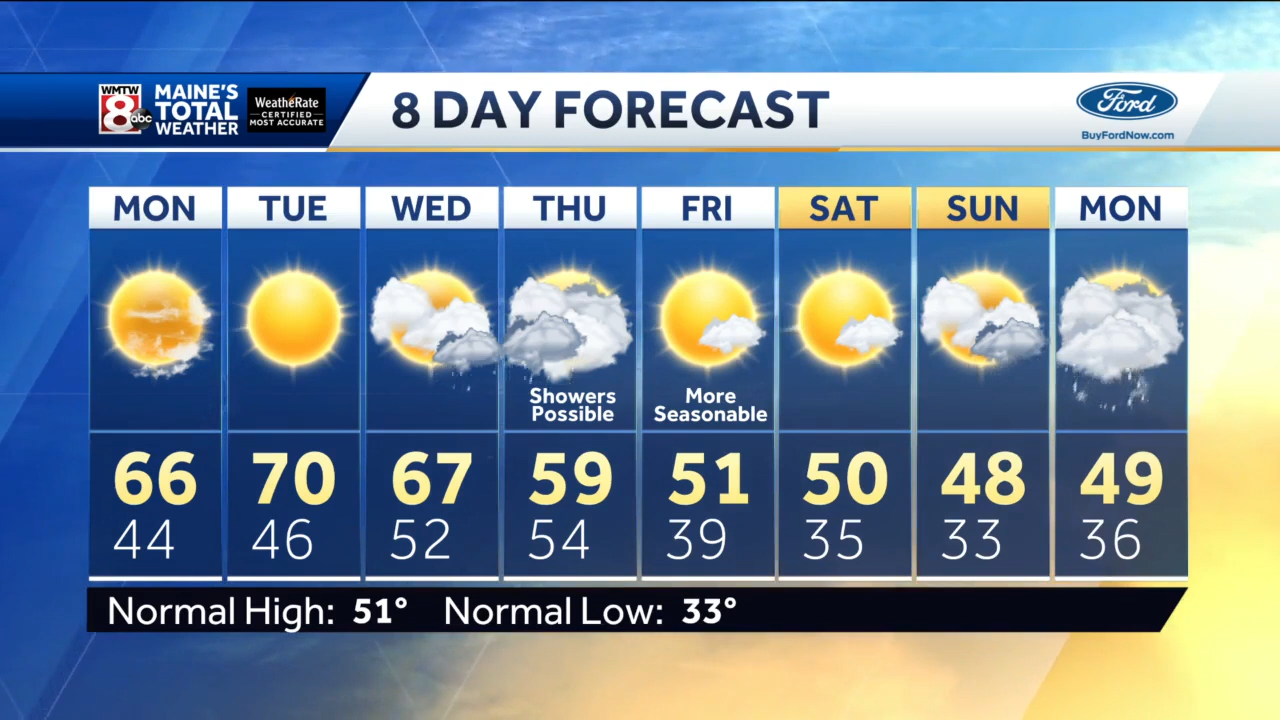 WMTW
8
abc
MAINE'S
TOTAL
WEATHER
WeatheRate
CERTIFIED
MOST ACCURATE
8 DAY FORECAST
Ford
BuyFordNow.com
MON TUE WED THU FRI SAT SUN MON
Showers
Possible
More
Seasonable
66 70 67 59 51 50 48 49
44 46 52 54 39 35 33 36
Normal High: 51° Normal Low: 33°